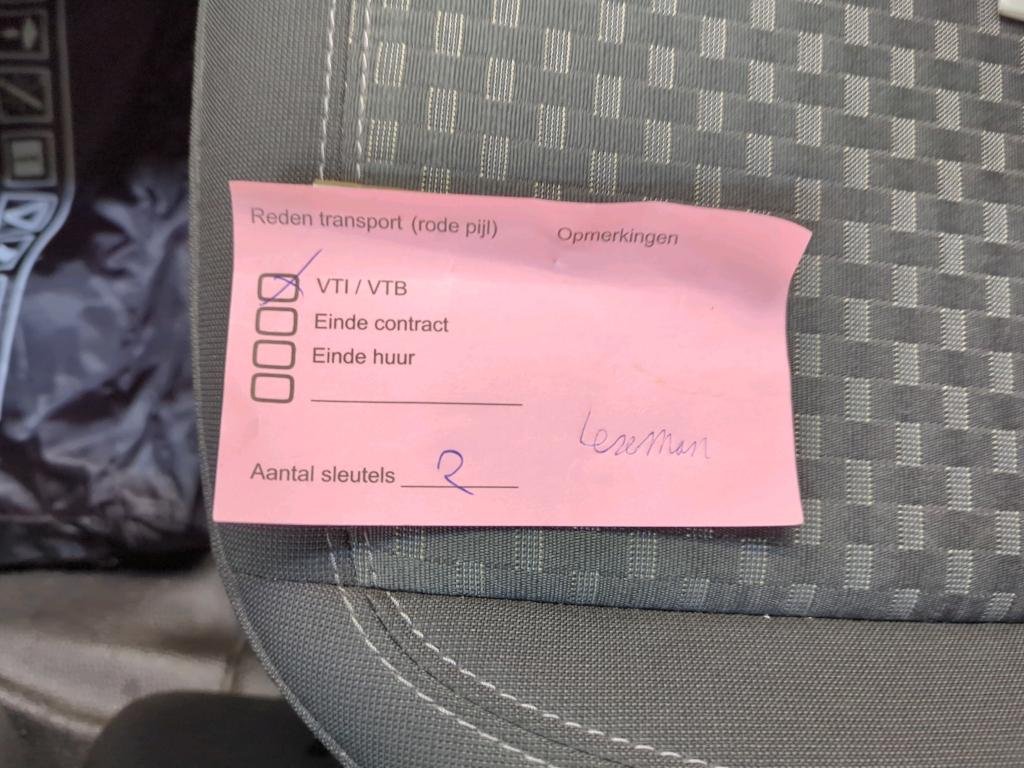 Reden transport (rode pijl)
Opmerkingen
VTI / VTB
Einde contract
Einde huur
Aantal sleutels 2
Leseman